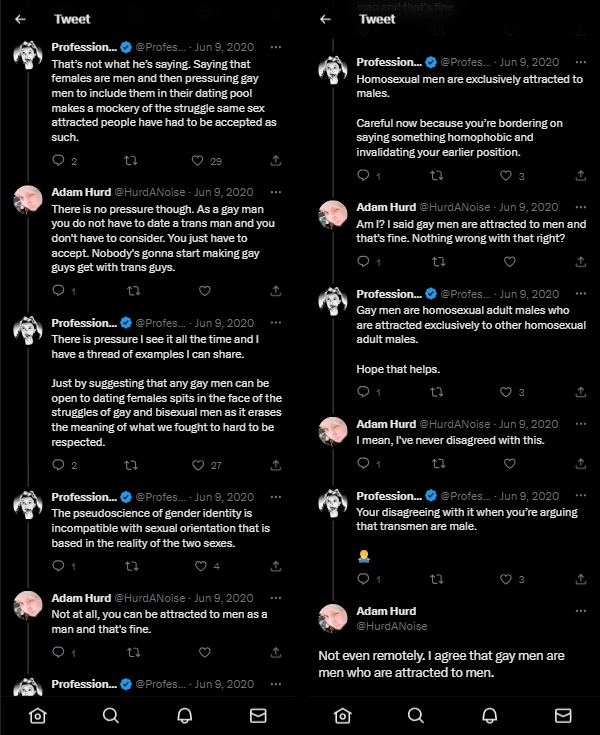 Tweet
Profession... @Profes... · Jun 9, 2020
That's not what he's saying. Saying that
females are men and then pressuring gay
men to include them in their dating pool
makes a mockery of the struggle same sex
attracted people have had to be accepted as
such.
2 29
Adam Hurd @HurdANoise · Jun 9, 2020
There is no pressure though. As a gay man
you do not have to date a trans man and you
don't have to consider. You just have to
accept. Nobody's gonna start making gay
guys get with trans guys.
1
Profession... @Profes... · Jun 9, 2020
There is pressure I see it all the time and I
have a thread of examples I can share.
Just by suggesting that any gay men can be
open to dating females spits in the face of the
struggles of gay and bisexual men as it erases
the meaning of what we fought to hard to be
respected.
2 27
Profession... @Profes... · Jun 9, 2020
The pseudoscience of gender identity is
incompatible with sexual orientation that is
based in the reality of the two sexes.
1 4
Adam Hurd @HurdANoise · Jun 9, 2020
Not at all, you can be attracted to men as a
man and that's fine.
1
Profession... @Profes... · Jun 9, 2020
man and that's fine.
Tweet
Profession... @Profes... · Jun 9, 2020
Homosexual men are exclusively attracted to
males.
Careful now because you're bordering on
saying something homophobic and
invalidating your earlier position.
1 3
Adam Hurd @HurdANoise · Jun 9, 2020
Am I? I said gay men are attracted to men and
that's fine. Nothing wrong with that right?
1
Profession... @Profes... · Jun 9, 2020
Gay men are homosexual adult males who
are attracted exclusively to other homosexual
adult males.
Hope that helps.
1 3
Adam Hurd @HurdANoise · Jun 9, 2020
I mean, I've never disagreed with this.
1
Profession... @Profes... · Jun 9, 2020
Your disagreeing with it when you're arguing
that transmen are male.
1 3
Adam Hurd
@HurdANoise
Not even remotely. I agree that gay men are
men who are attracted to men.